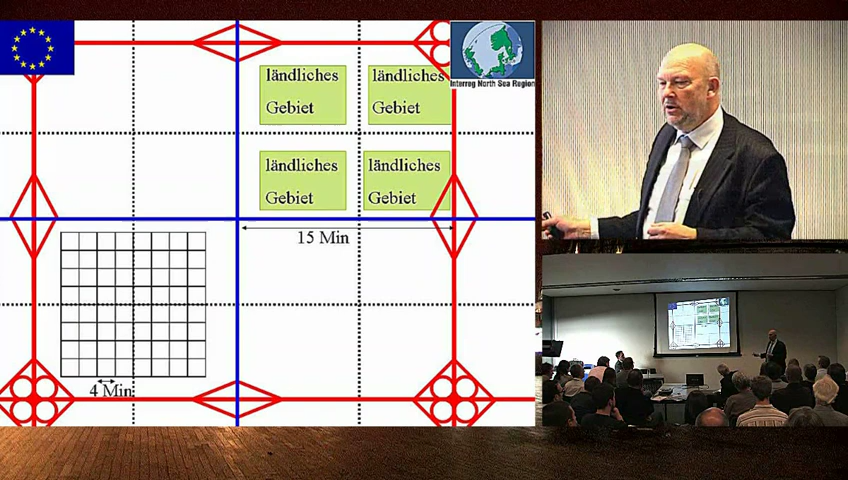 ländliches
Gebiet
ländliches
Gebiet
ländliches
Gebiet
ländliches
Gebiet
Interreg North Sea Region
15 Min
4 Min